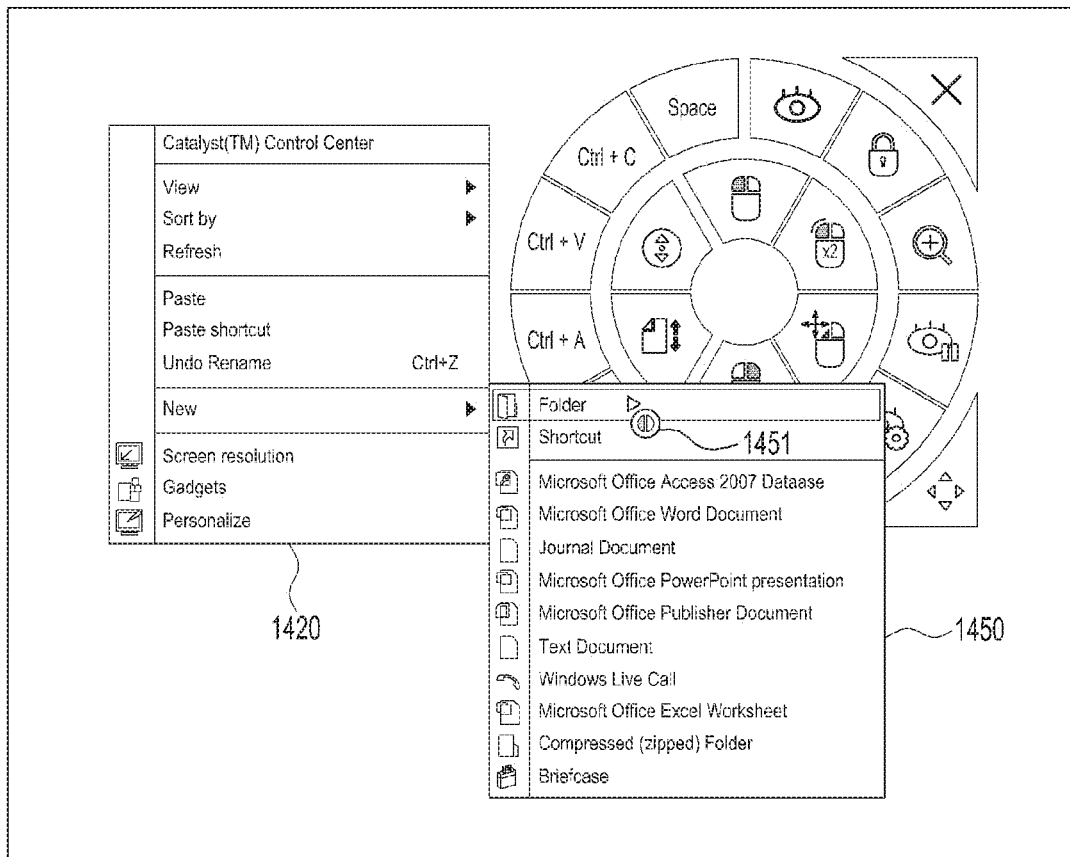 Catalyst(TM) Control Center
View
Sort by
Refresh
Paste
Paste shortcut
Undo Rename Ctrl+Z
New
Screen resolution
Gadgets
Personalize
1420
Space
Ctrl + C
Ctrl + V
Ctrl + A
x2
Folder
Shortcut
1451
Microsoft Office Access 2007 Dataase
Microsoft Office Word Document
Journal Document
Microsoft Office PowerPoint presentation
Microsoft Office Publisher Document
Text Document
Windows Live Call
Microsoft Office Excel Worksheet
Compressed (zipped) Folder
Briefcase
1450